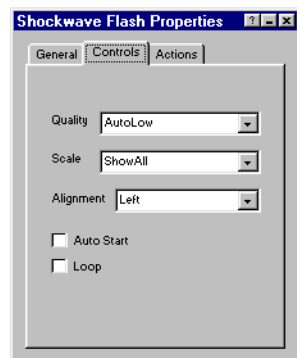 Shockwave Flash Properties
General Controls Actions
Quality AutoLow
Scale ShowAll
Alignment Left
Auto Start
Loop